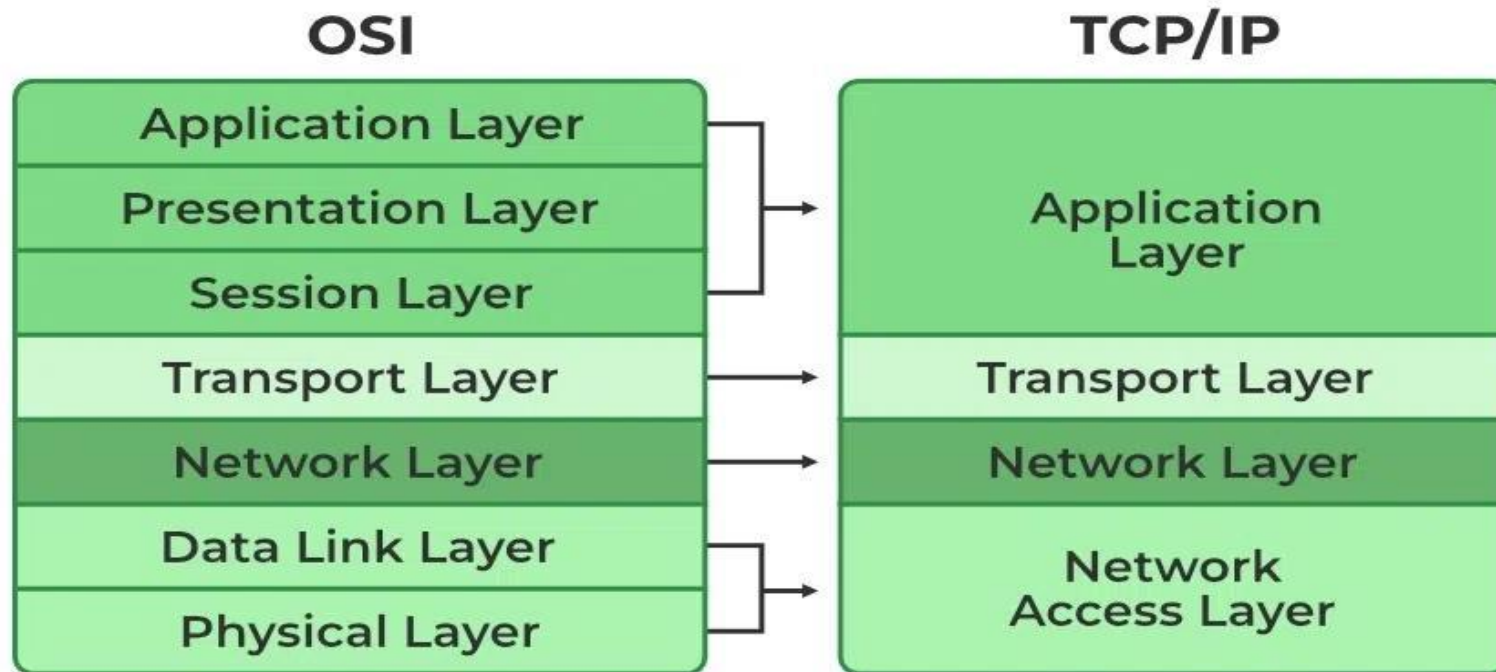 OSI
Application Layer
Presentation Layer
Session Layer
Transport Layer
Network Layer
Data Link Layer
Physical Layer
TCP/IP
Application
Layer
Transport Layer
Network Layer
Network
Access Layer